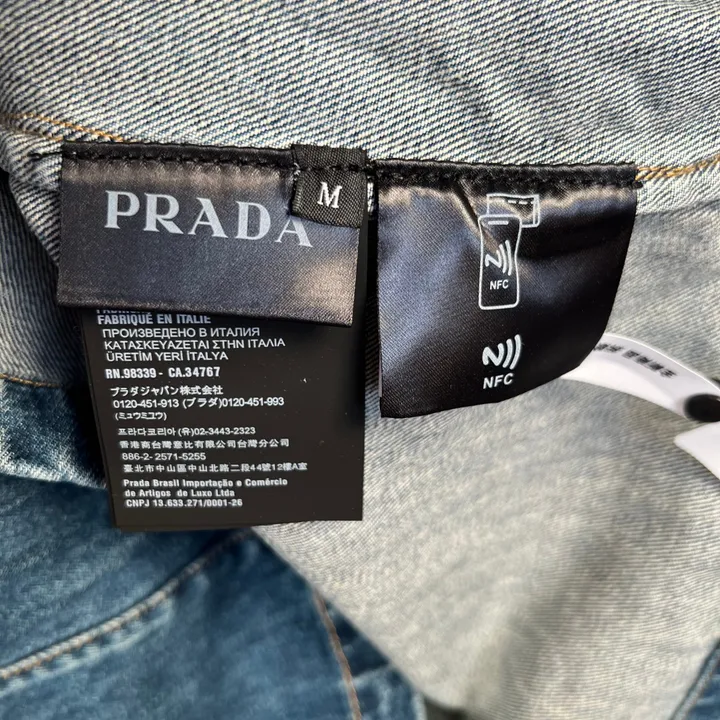 PRADA
M
FABRIQUÉ EN ITALIE
ПРОИЗВЕДЕНО В ИТАЛИЯ
ΚΑΤΑΣΚΕΥΑΖΕΤΑΙ ΣΤΗΝ ΙΤΑΛΙΑ
ÜRETİM YERİ İTALYA
RN.98339 - CA.34767
プラダジャパン株式会社
0120-451-913 (プラダ)0120-451-993
(ミュウミュウ)
프라다코리아 (유)02-3443-2323
香港商台灣意比有限公司台灣分公司
886-2- 2571-5255
臺北市中山區中山北路二段44號12樓A室
Prada Brasil Importação e Comércio
de Artigos de Luxo Ltda
CNPJ 13.633.271/0001-26
NFC
NFC